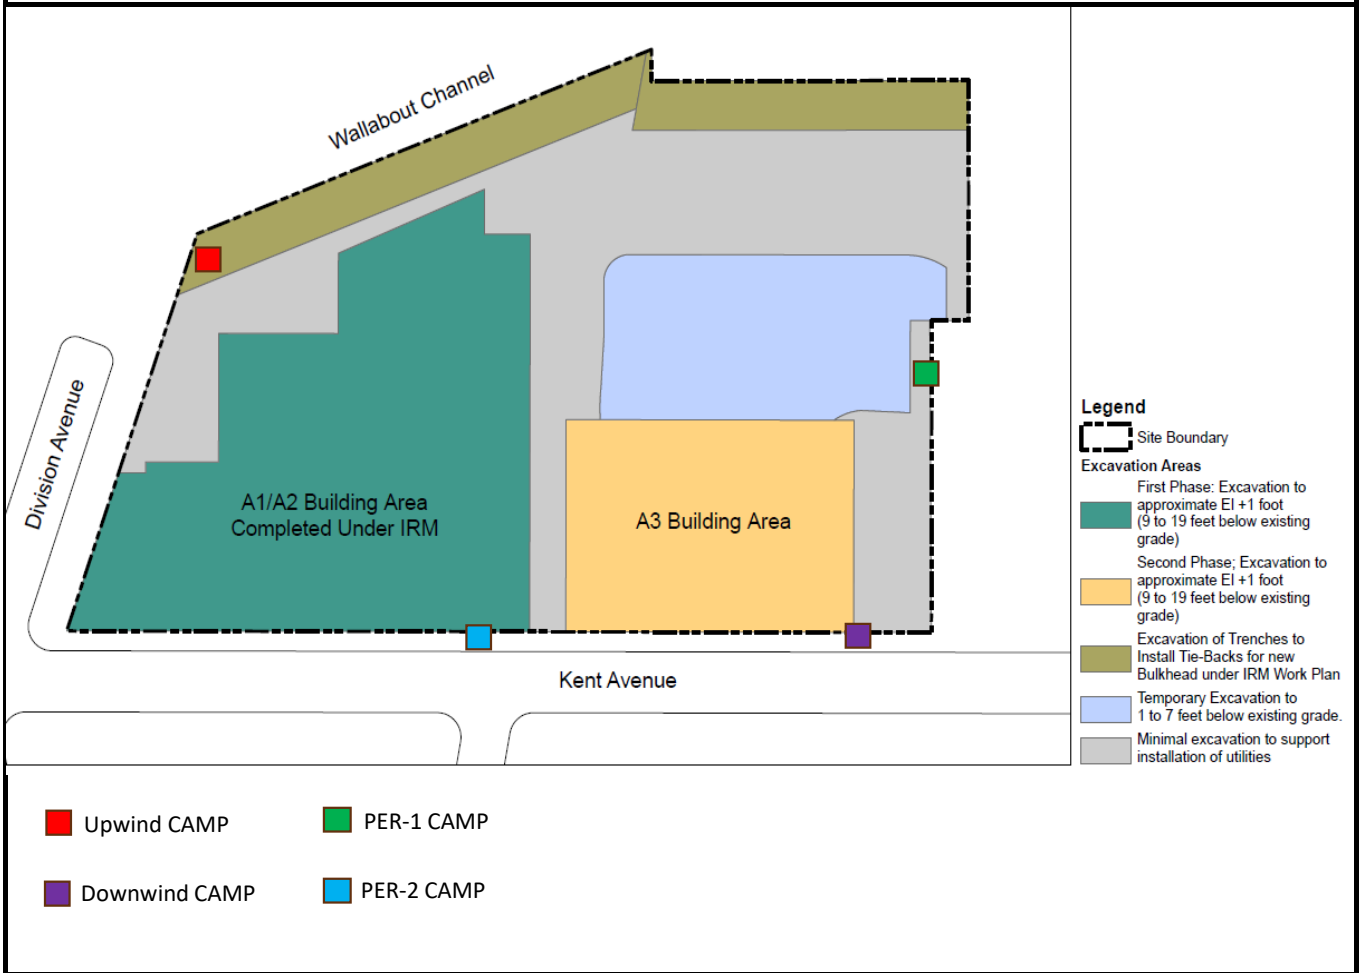 Wallabout Channel
Division Avenue
A1/A2 Building Area
Completed Under IRM
A3 Building Area
Kent Avenue
Legend
Site Boundary
Excavation Areas
First Phase: Excavation to
approximate El +1 foot
(9 to 19 feet below existing
grade)
Second Phase; Excavation to
approximate El +1 foot
(9 to 19 feet below existing
grade)
Excavation of Trenches to
Install Tie-Backs for new
Bulkhead under IRM Work Plan
Temporary Excavation to
1 to 7 feet below existing grade.
Minimal excavation to support
installation of utilities
Upwind CAMP
PER-1 CAMP
Downwind CAMP
PER-2 CAMP